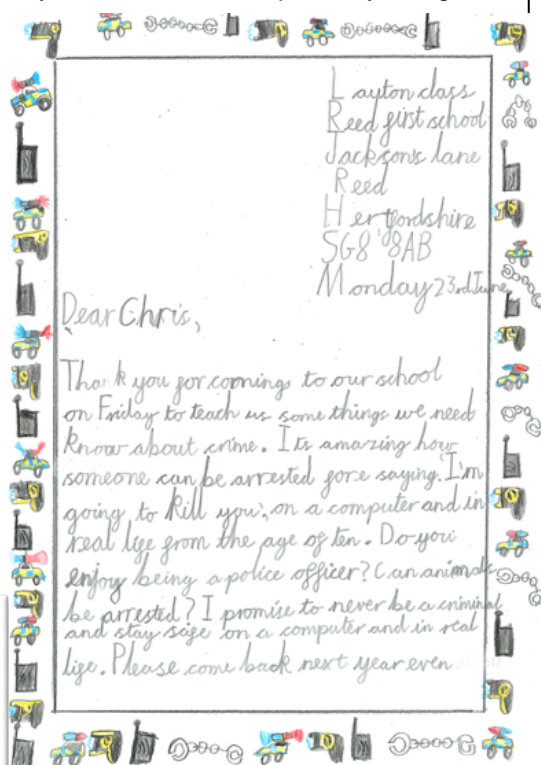 Layton class
Reed first school
Jackson's lane
Reed
Hertfordshire
SG8 8AB
Monday 23rd June
Dear Chris,
Thank you for comings to our school
on Friday to teach us some things we need
know about crime. Its amazing how
someone can be arrested fore saying, 'I'm
going to kill you', on a computer and in
real life from the age of ten. Do you
enjoy being a police officer? Can animals
be arrested? I promise to never be a criminal
and stay safe on a computer and in real
life. Please come back next year even